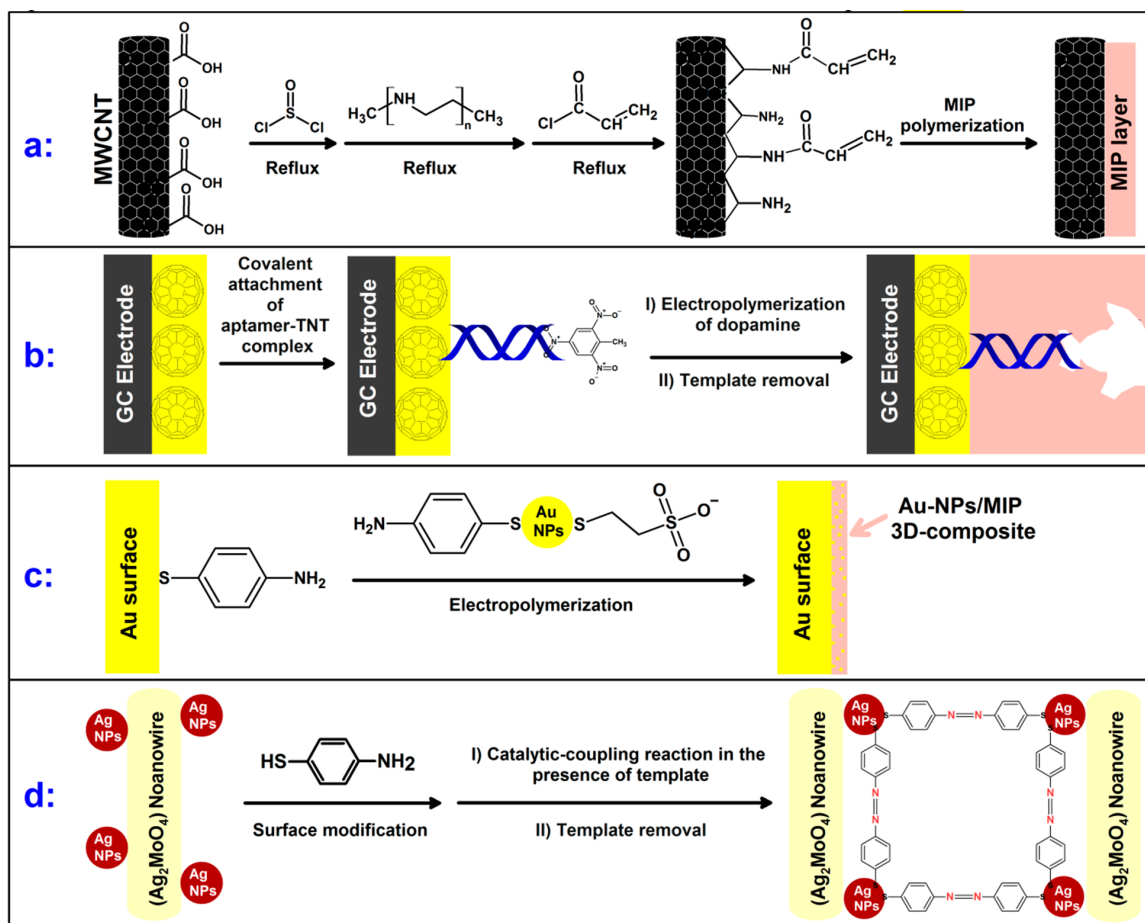 a:
MWCNT
O
OH
O
OH
O
OH
O
OH
O
S
Cl Cl
Reflux
H₃C[NH]n CH₃
Reflux
O
Cl CH CH₂
Reflux
O
NH CH CH₂
NH₂
O
NH CH CH₂
NH₂
MIP
polymerization
MIP layer
b:
GC Electrode
Covalent
attachment
of
aptamer-TNT
complex
GC Electrode
O N⁺ O⁻
O N⁺ O⁻
CH₃
N⁺ O
O⁻
I) Electropolymerization
of dopamine
II) Template removal
GC Electrode
c:
Au surface
S NH₂
H₂N S Au
NPs S O S O O⁻
Electropolymerization
Au surface
Au-NPs/MIP
3D-composite
d:
Ag
NPs
Ag
NPs
Ag
NPs
Ag
NPs
(Ag₂MoO₄) Noanowire
HS NH₂
Surface modification
I) Catalytic-coupling reaction in the
presence of template
II) Template removal
(Ag₂MoO₄) Noanowire
Ag
NPs
S N=N S
Ag
NPs
N=N
N=N
Ag
NPs
S N=N S
Ag
NPs
(Ag₂MoO₄) Noanowire